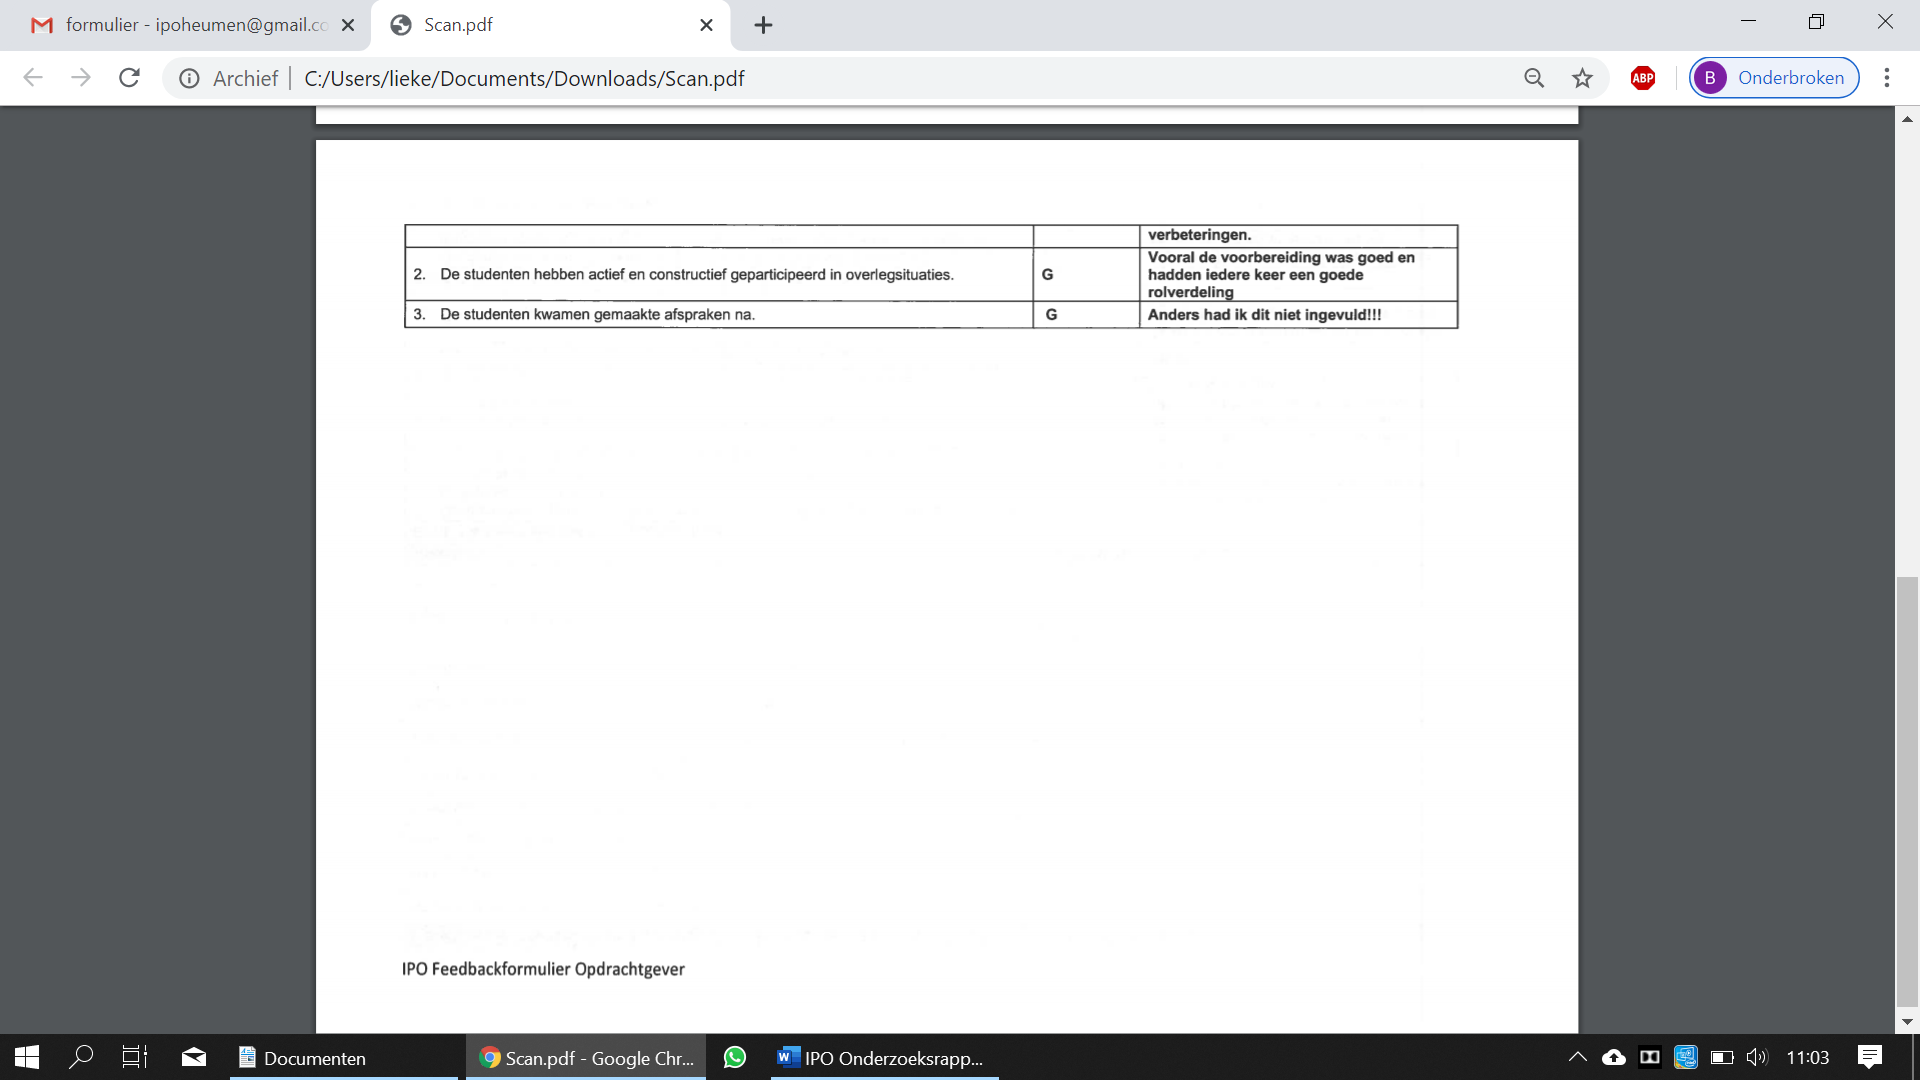 formulier - ipoheumen@gmail.co
Scan.pdf
Archief
C:/Users/lieke/Documents/Downloads/Scan.pdf
ABP
B
Onderbroken
verbeteringen.
2. De studenten hebben actief en constructief geparticipeerd in overlegsituaties.
G
Vooral de voorbereiding was goed en
hadden iedere keer een goede
rolverdeling
3. De studenten kwamen gemaakte afspraken na.
G
Anders had ik dit niet ingevuld!!!
IPO Feedbackformulier Opdrachtgever
Documenten
Scan.pdf - Google Chr...
IPO Onderzoeksrapp...
11:03